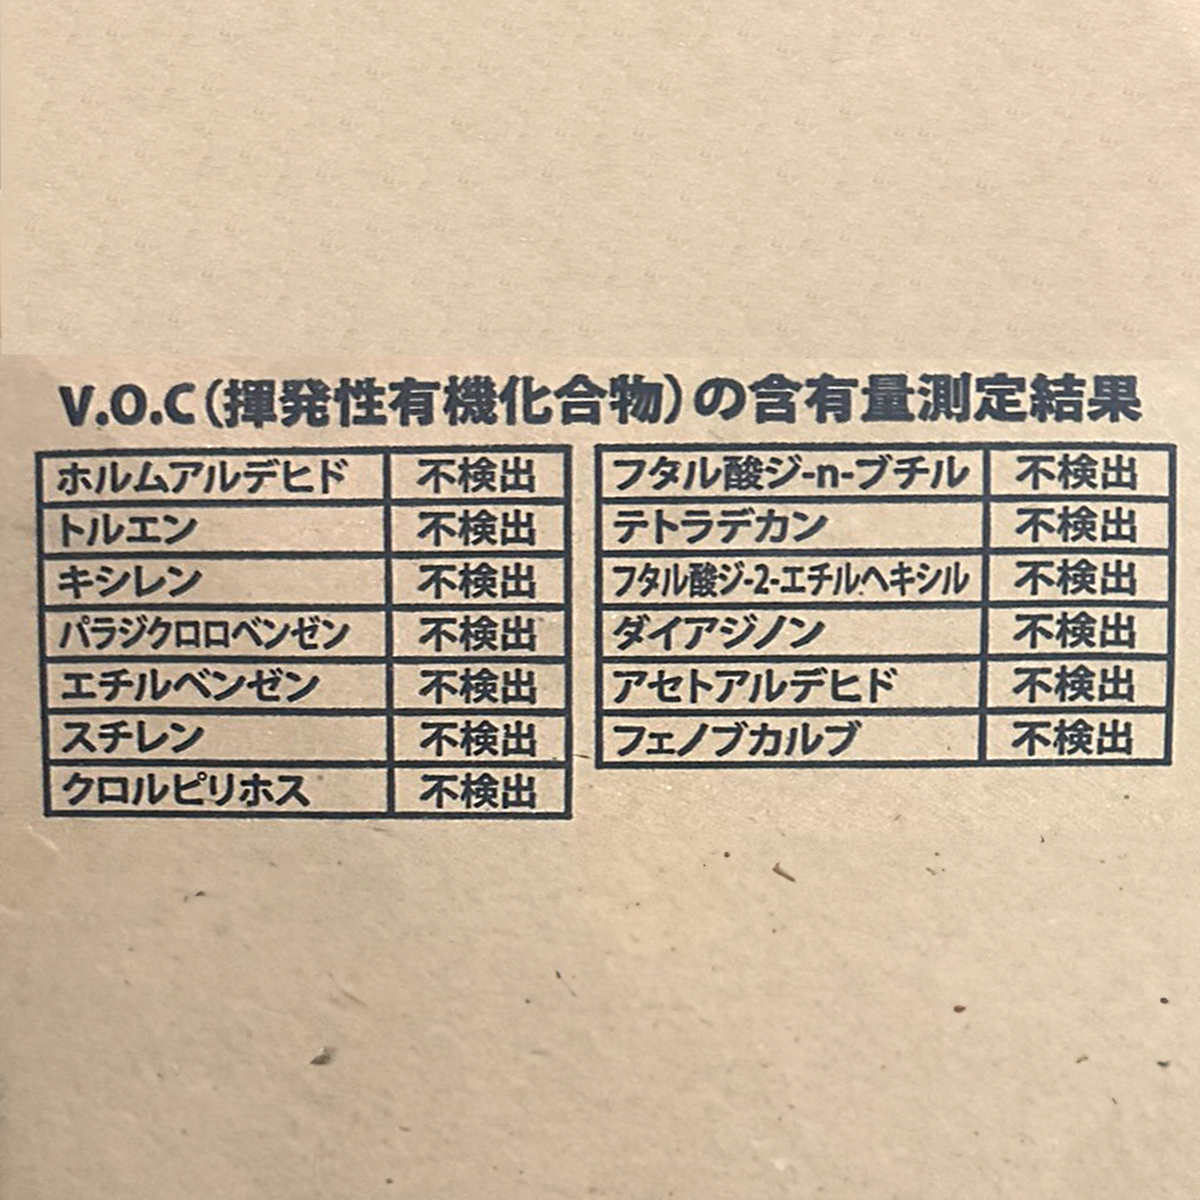 V.O.C(揮発性有機化合物)の含有量測定結果
ホルムアルデヒド 不検出
トルエン 不検出
キシレン 不検出
パラジクロロベンゼン 不検出
エチルベンゼン 不検出
スチレン 不検出
クロルピリホス 不検出
フタル酸ジ-n-ブチル 不検出
テトラデカン 不検出
フタル酸ジ-2-エチルヘキシル 不検出
ダイアジノン 不検出
アセトアルデヒド 不検出
フェノブカルブ 不検出